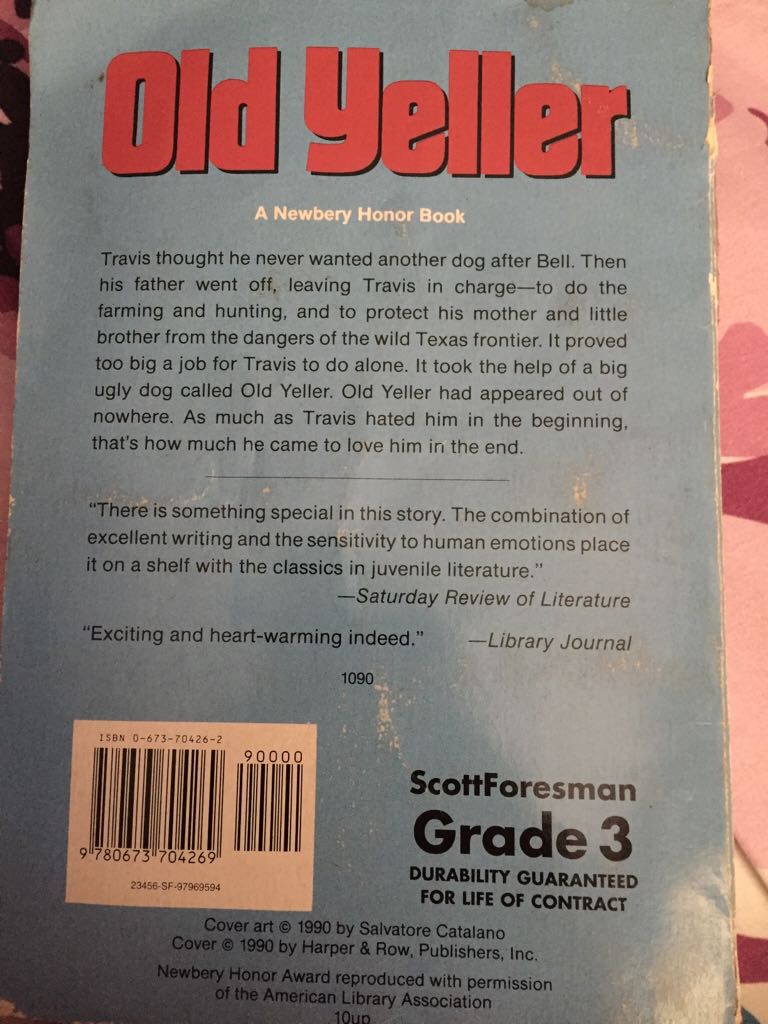 Old Yeller
A Newbery Honor Book
Travis thought he never wanted another dog after Bell. Then
his father went off, leaving Travis in charge—to do the
farming and hunting, and to protect his mother and little
brother from the dangers of the wild Texas frontier. It proved
too big a job for Travis to do alone. It took the help of a big
ugly dog called Old Yeller. Old Yeller had appeared out of
nowhere. As much as Travis hated him in the beginning,
that's how much he came to love him in the end.
"There is something special in this story. The combination of
excellent writing and the sensitivity to human emotions place
it on a shelf with the classics in juvenile literature."
—Saturday Review of Literature
"Exciting and heart-warming indeed." —Library Journal
1090
ISBN 0-673-70426-2
90000
9 780673 704269
23456-SF-97969594
ScottForesman
Grade 3
DURABILITY GUARANTEED
FOR LIFE OF CONTRACT
Cover art © 1990 by Salvatore Catalano
Cover © 1990 by Harper & Row, Publishers, Inc.
Newbery Honor Award reproduced with permission
of the American Library Association
10up